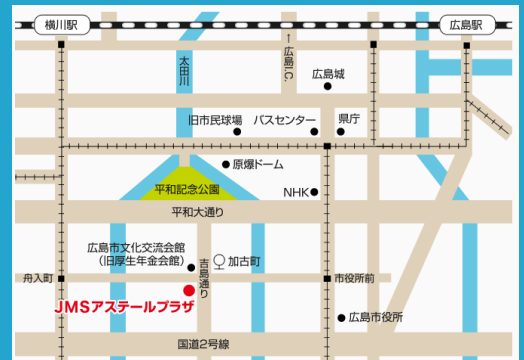 横川駅
広島駅
↑広島I.C.
太田川
広島城
旧市民球場
バスセンター
県庁
原爆ドーム
平和記念公園
NHK
平和大通り
広島市文化交流会館
（旧厚生年金会館）
吉島通り
加古町
舟入町
市役所前
JMSアステールプラザ
広島市役所
国道2号線